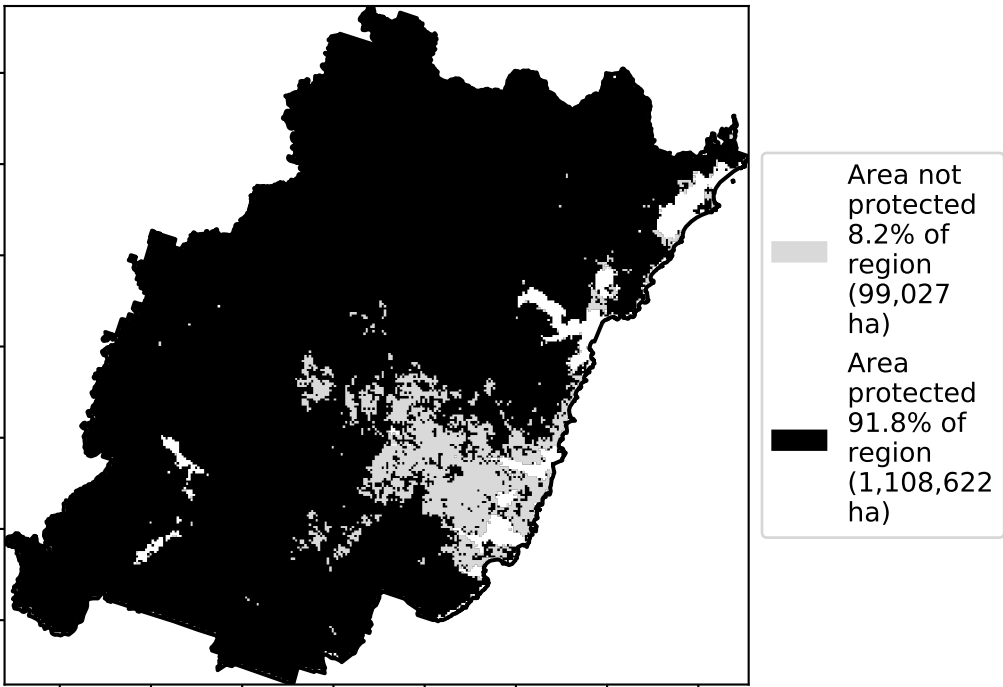 Area not
protected
8.2% of
region
(99,027
ha)
Area
protected
91.8% of
region
(1,108,622
ha)